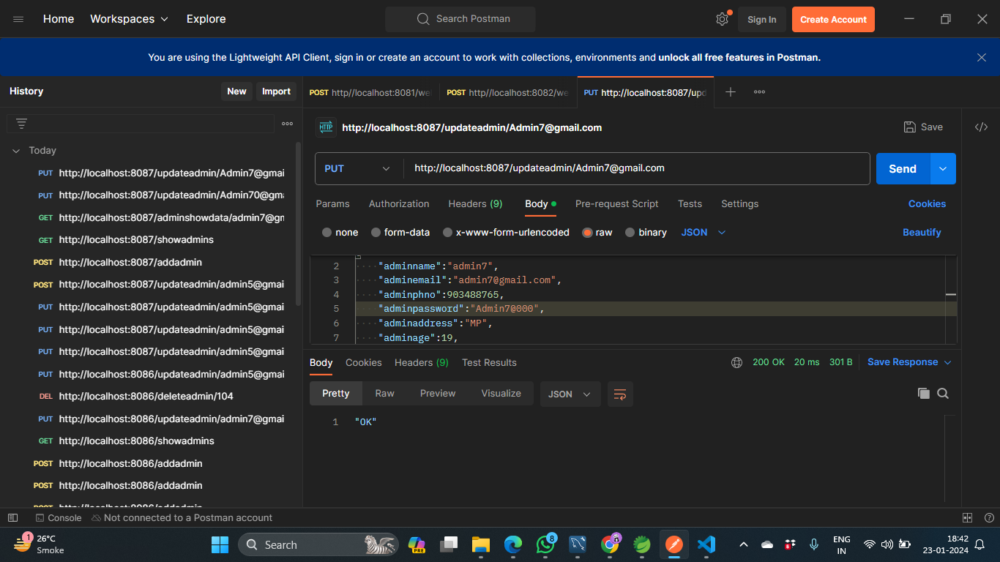 Home Workspaces Explore Search Postman Sign In Create Account
You are using the Lightweight API Client, sign in or create an account to work with collections, environments and unlock all free features in Postman.
History New Import
Today
PUT http://localhost:8087/updateadmin/Admin7@gmai
PUT http://localhost:8087/updateadmin/Admin70@gm
GET http://localhost:8087/adminshowdata/admin7@gn
GET http://localhost:8087/showadmins
POST http://localhost:8087/addadmin
POST http://localhost:8087/updateadmin/admin5@gmai
PUT http://localhost:8087/updateadmin/admin5@gmai
PUT http://localhost:8087/updateadmin/admin5@gmai
PUT http://localhost:8087/updateadmin/admin5@gmai
PUT http://localhost:8086/updateadmin/admin5@gmai
DEL http://localhost:8086/deleteadmin/104
PUT http://localhost:8086/updateadmin/admin7@gmai
GET http://localhost:8086/showadmins
POST http://localhost:8086/addadmin
POST http://localhost:8086/addadmin
POST http://localhost:8086/addadmin
POST http://localhost:8081/we POST http://localhost:8082/we PUT http://localhost:8087/upd
HTTP http://localhost:8087/updateadmin/Admin7@gmail.com Save
PUT http://localhost:8087/updateadmin/Admin7@gmail.com Send
Params Authorization Headers (9) Body Pre-request Script Tests Settings Cookies
none form-data x-www-form-urlencoded raw binary JSON Beautify
2 "adminname":"admin7",
3 "adminemail":"admin7@gmail.com",
4 "adminphno":903488765,
5 "adminpassword":"Admin7@000",
6 "adminaddress":"MP",
7 "adminage":19,
Body Cookies Headers (9) Test Results 200 OK 20 ms 301 B Save Response
Pretty Raw Preview Visualize JSON
1 "OK"
Console Not connected to a Postman account
1 26°C
Smoke
Search
PRE
8
ENG
IN
18:42
23-01-2024